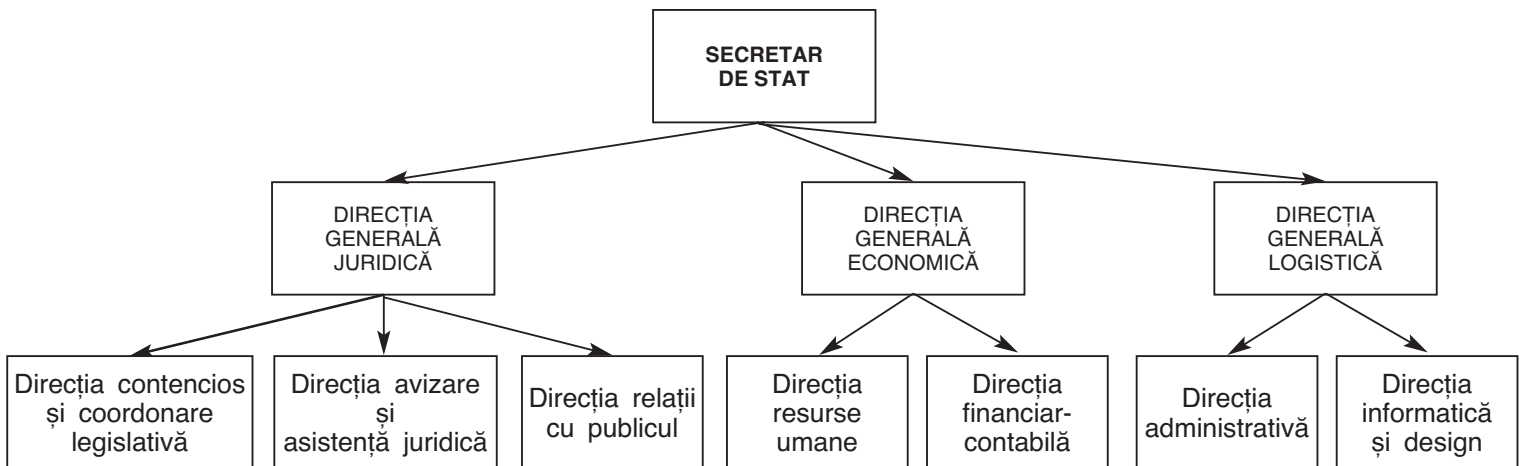 SECRETAR
DE STAT
DIRECȚIA
GENERALĂ
JURIDICĂ
DIRECȚIA
GENERALĂ
ECONOMICĂ
DIRECȚIA
GENERALĂ
LOGISTICĂ
Direcția contencios
și coordonare
legislativă
Direcția avizare
și
asistență juridică
Direcția relații
cu publicul
Direcția
resurse
umane
Direcția
financiar-
contabilă
Direcția
administrativă
Direcția
informatică
și design